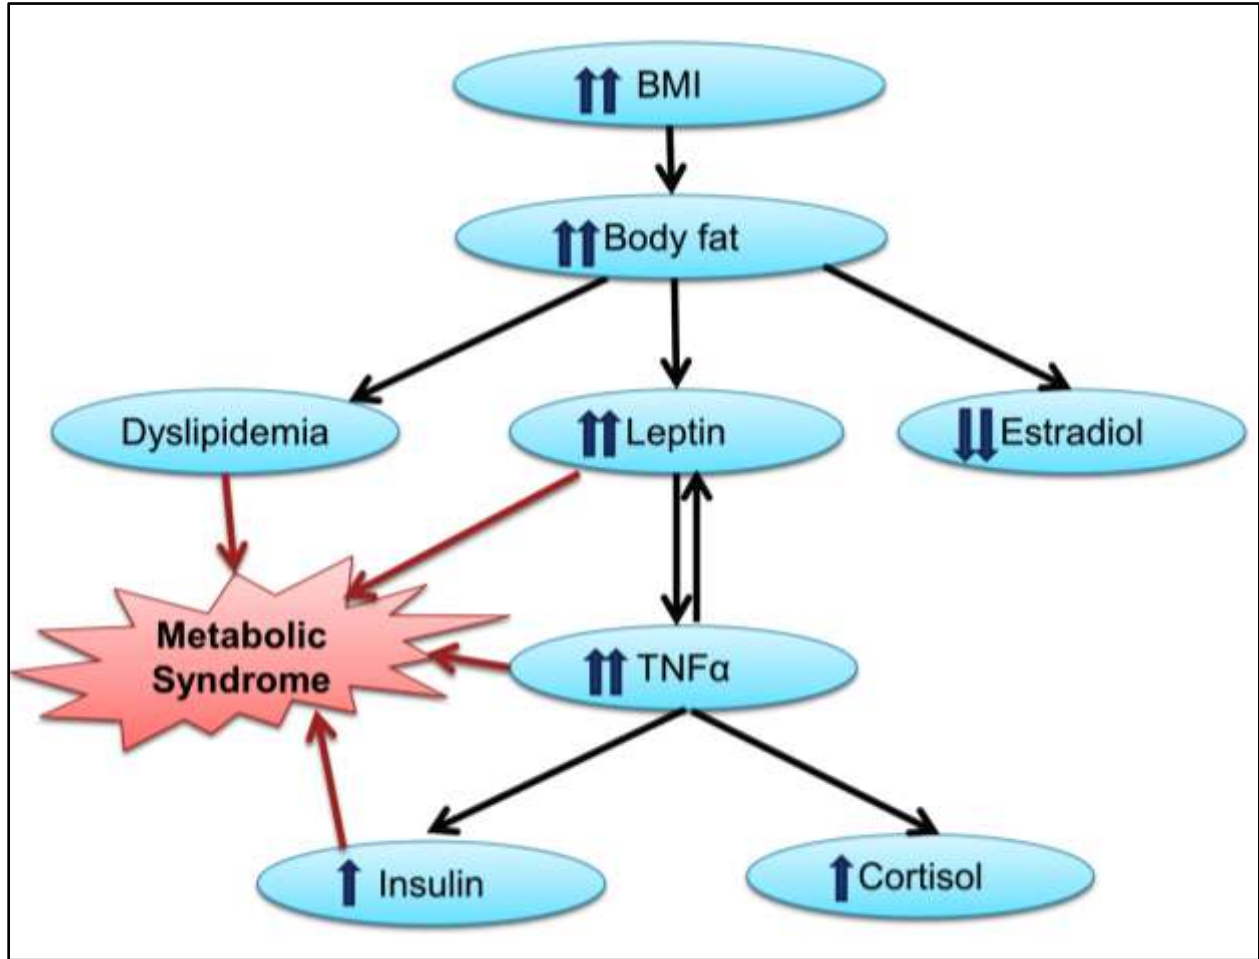 BMI
Body fat
Dyslipidemia
Leptin
Estradiol
Metabolic
Syndrome
TNFα
Insulin
Cortisol